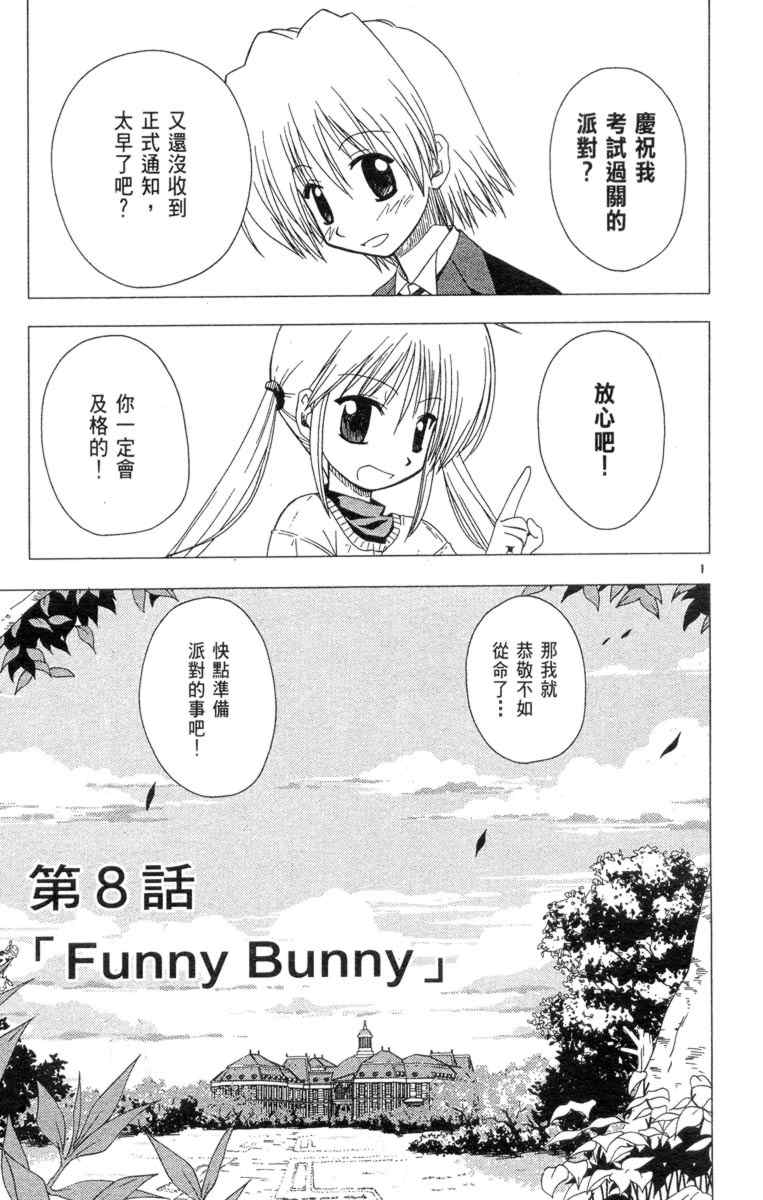 慶祝我
考試過關的
派對？
又還沒收到
正式通知，
太早了吧？
放心吧！
你一定會
及格的！
1
那我就
恭敬不如
從命了…
快點準備
派對的事吧！
第８話
「Funny Bunny」